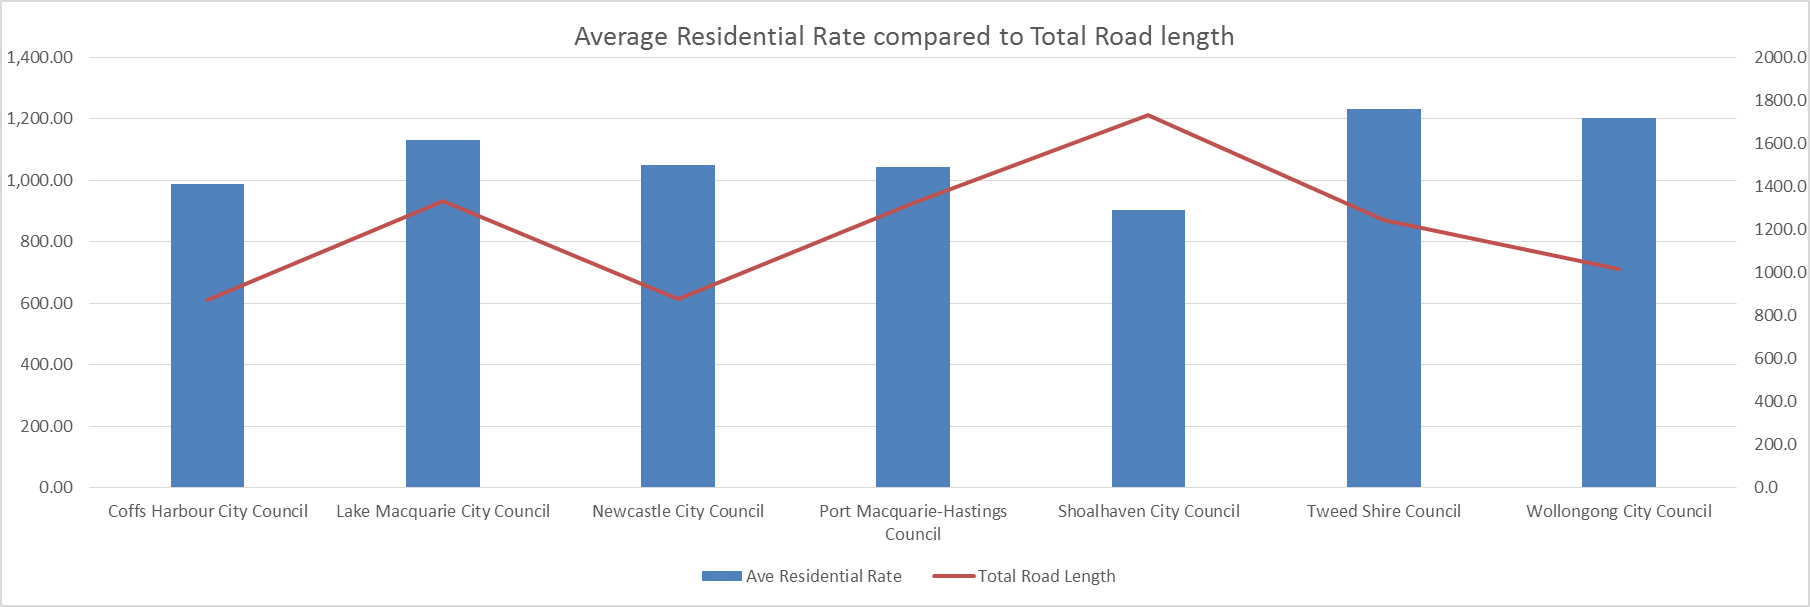 Average Residential Rate compared to Total Road length
1,400.00
1,200.00
1,000.00
800.00
600.00
400.00
200.00
0.00
2000.0
1800.0
1600.0
1400.0
1200.0
1000.0
800.0
600.0
400.0
200.0
0.0
Coffs Harbour City Council
Lake Macquarie City Council
Newcastle City Council
Port Macquarie-Hastings
Council
Shoalhaven City Council
Tweed Shire Council
Wollongong City Council
Ave Residential Rate
Total Road Length